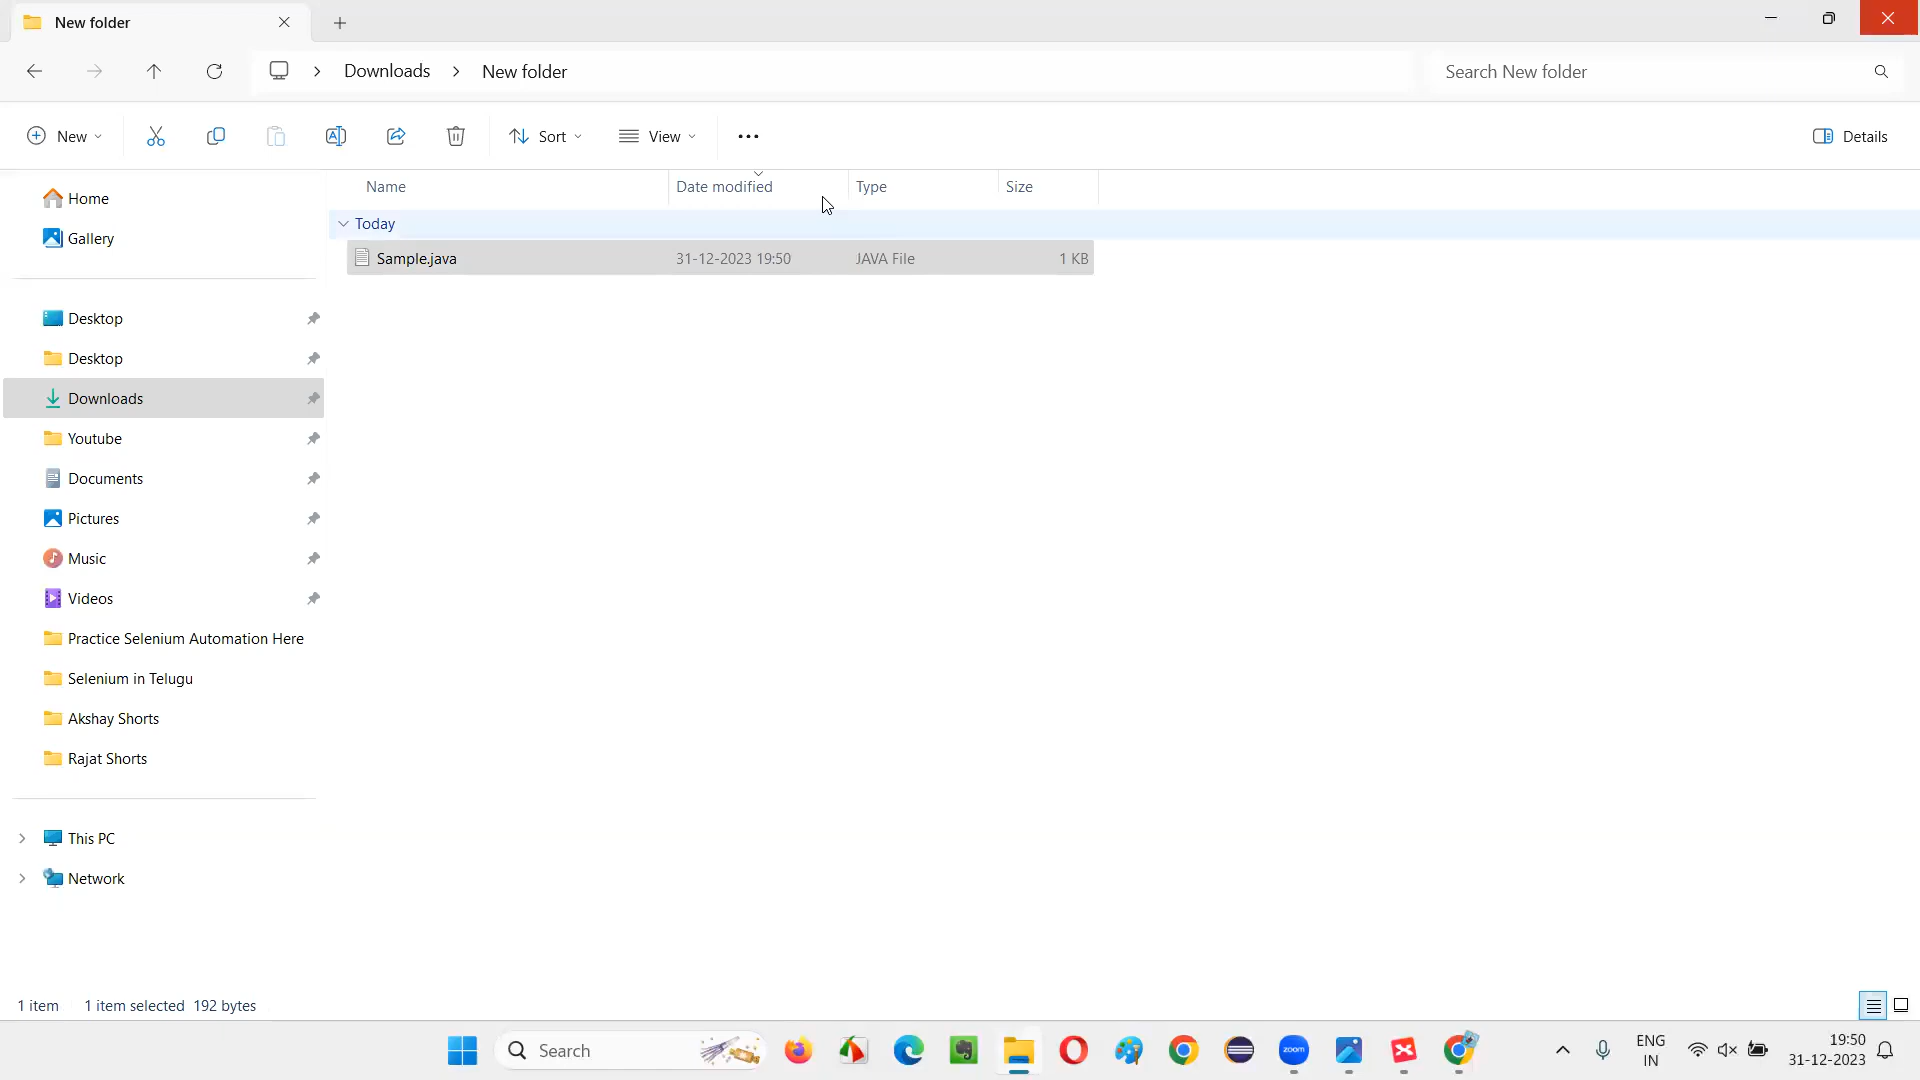 New folder
Downloads > New folder
Search New folder
New
Sort
View
Details
Name Date modified Type Size
Home
Gallery
Today
Sample.java 31-12-2023 19:50 JAVA File 1 KB
Desktop
Desktop
Downloads
Youtube
Documents
Pictures
Music
Videos
Practice Selenium Automation Here
Selenium in Telugu
Akshay Shorts
Rajat Shorts
This PC
Network
1 item 1 item selected 192 bytes
Search
zoom
ENG
IN
19:50
31-12-2023